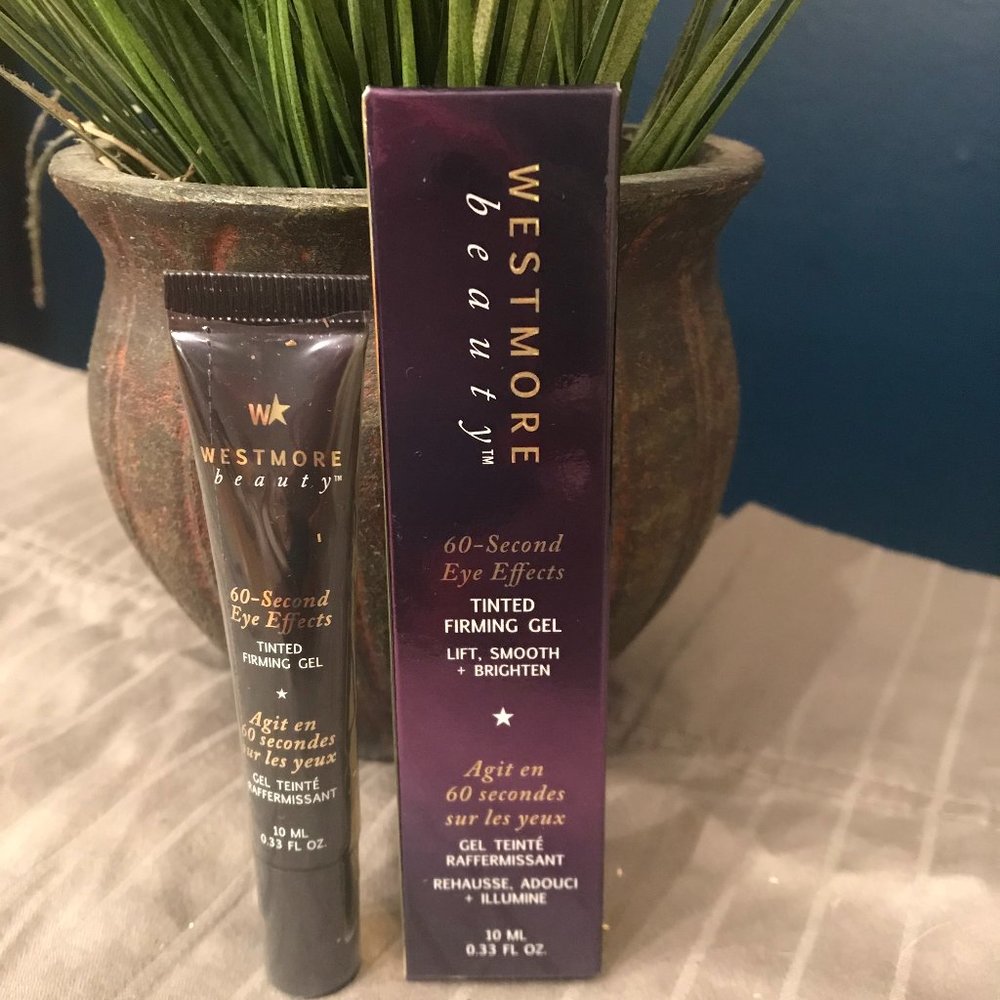 W
WESTMORE
beauty™
60-Second
Eye Effects
TINTED
FIRMING GEL
Agit en
60 secondes
sur les yeux
GEL TEINTÉ
RAFFERMISSANT
10 ML
0.33 FL OZ.
WESTMORE
beauty™
60-Second
Eye Effects
TINTED
FIRMING GEL
LIFT, SMOOTH
+ BRIGHTEN
Agit en
60 secondes
sur les yeux
GEL TEINTÉ
RAFFERMISSANT
REHAUSSE, ADOUCI
+ ILLUMINE
10 ML
0.33 FL OZ.